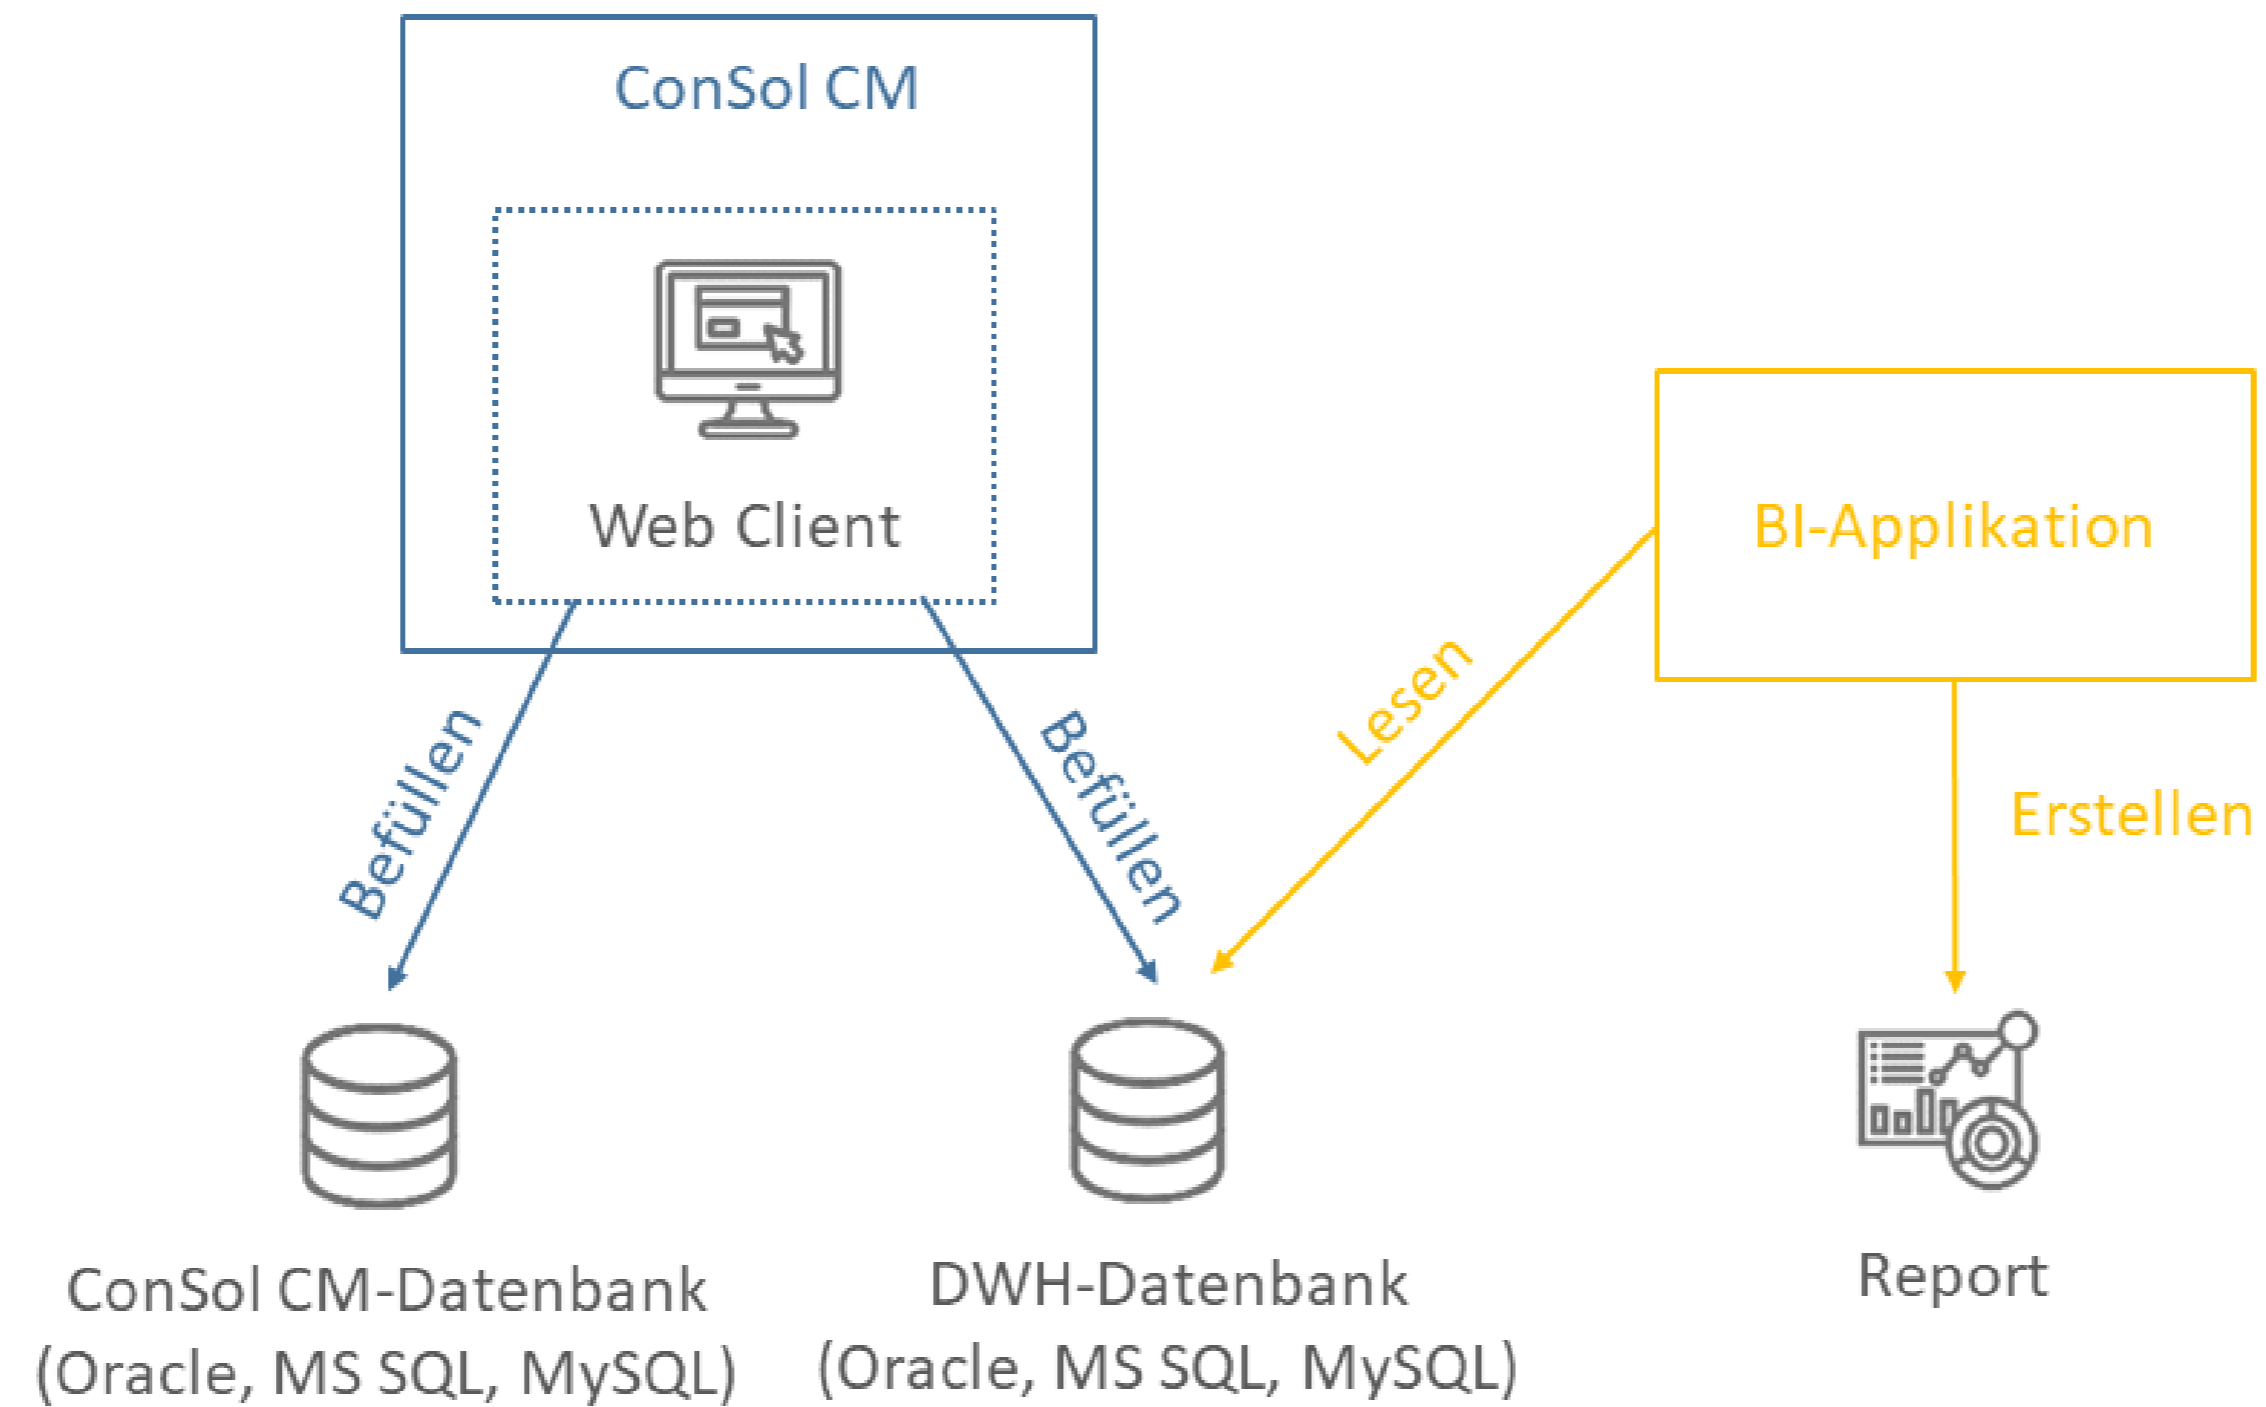 ConSol CM
Web Client
BI-Applikation
Befüllen
Befüllen
Lesen
Erstellen
ConSol CM-Datenbank
(Oracle, MS SQL, MySQL)
DWH-Datenbank
(Oracle, MS SQL, MySQL)
Report